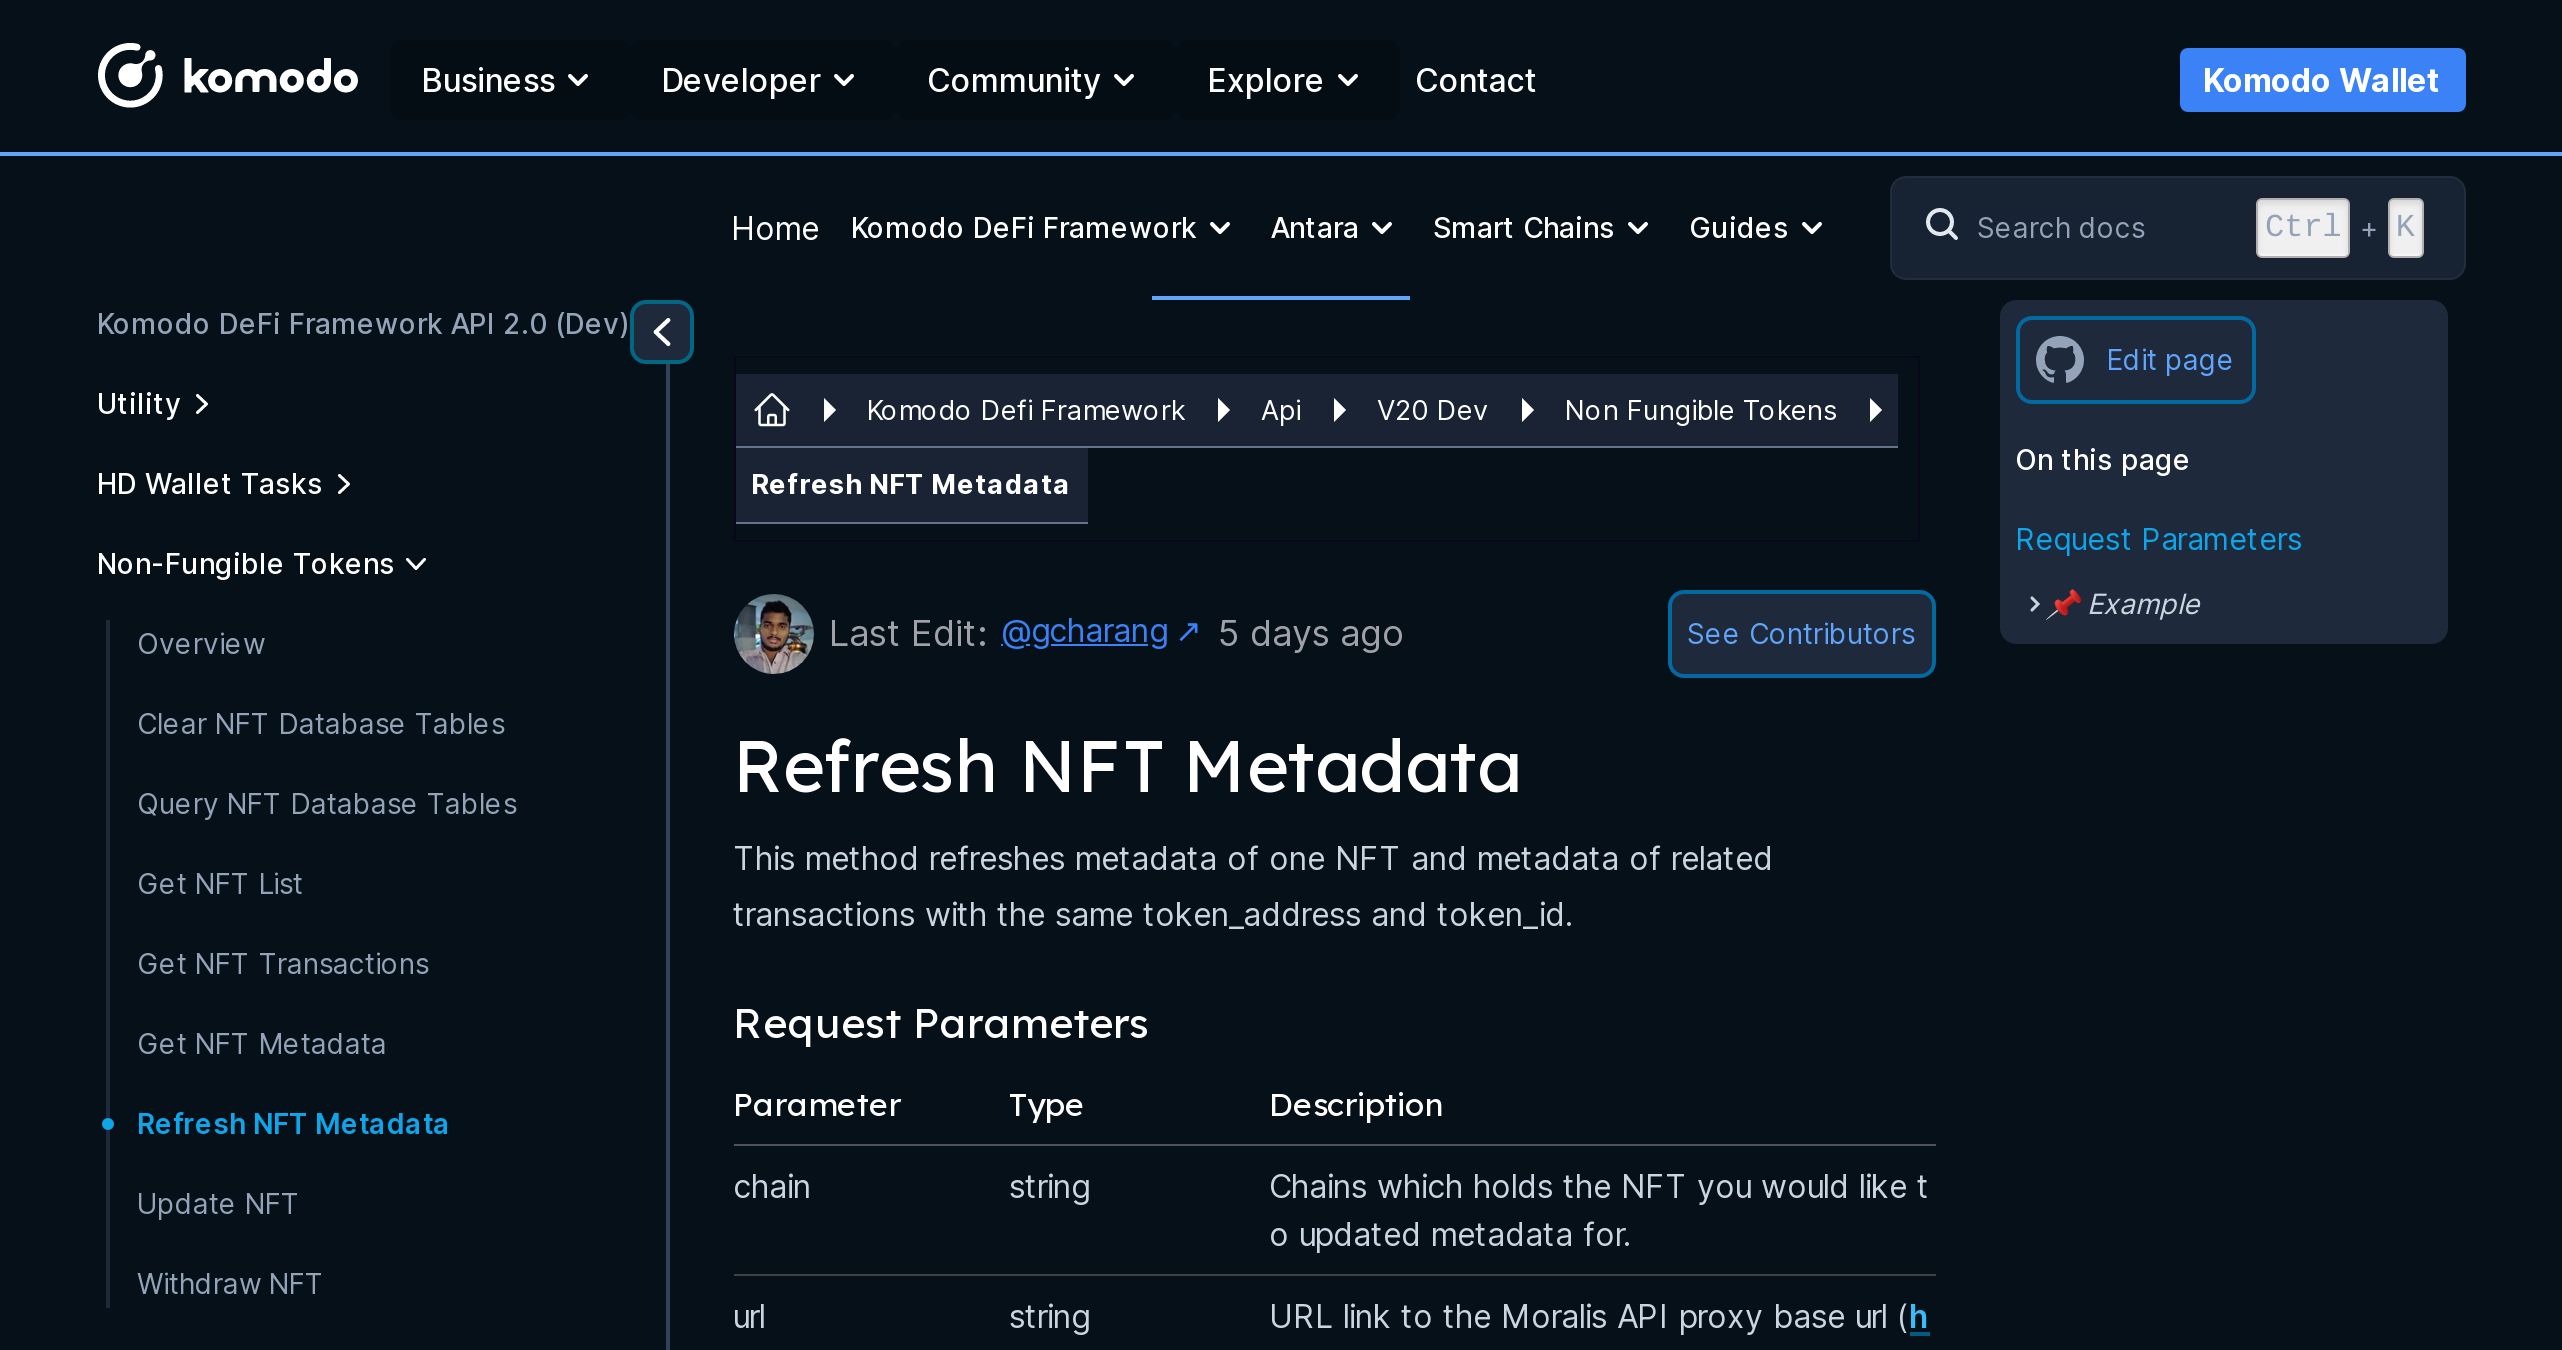 komodo Business Developer Community Explore Contact Komodo Wallet
Home Komodo DeFi Framework Antara Smart Chains Guides Search docs Ctrl + K
Komodo DeFi Framework API 2.0 (Dev)
Utility
HD Wallet Tasks
Non-Fungible Tokens
Overview
Clear NFT Database Tables
Query NFT Database Tables
Get NFT List
Get NFT Transactions
Get NFT Metadata
Refresh NFT Metadata
Update NFT
Withdraw NFT
Komodo Defi Framework Api V20 Dev Non Fungible Tokens
Refresh NFT Metadata
Last Edit: @gcharang ↗ 5 days ago See Contributors
Refresh NFT Metadata
This method refreshes metadata of one NFT and metadata of related
transactions with the same token_address and token_id.
Request Parameters
Parameter Type Description
chain string Chains which holds the NFT you would like t
o updated metadata for.
url string URL link to the Moralis API proxy base url (h
Edit page
On this page
Request Parameters
📌 Example